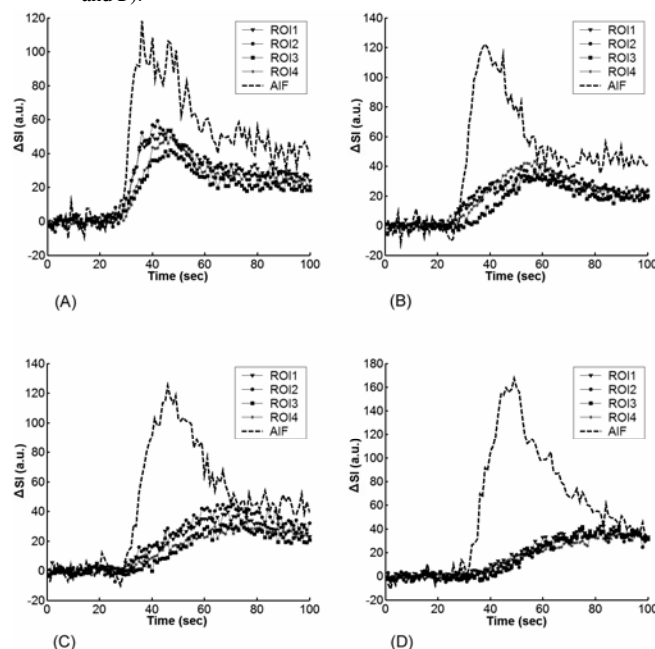 and D).
120
100
80
60
40
20
0
-20
0 20 40 60 80 100
ΔSI (a.u.)
Time (sec)
ROI1
ROI2
ROI3
ROI4
AIF
(A)
140
120
100
80
60
40
20
0
-20
0 20 40 60 80 100
ΔSI (a.u.)
Time (sec)
ROI1
ROI2
ROI3
ROI4
AIF
(B)
140
120
100
80
60
40
20
0
-20
0 20 40 60 80 100
ΔSI (a.u.)
Time (sec)
ROI1
ROI2
ROI3
ROI4
AIF
(C)
180
160
140
120
100
80
60
40
20
0
-20
0 20 40 60 80 100
ΔSI (a.u.)
Time (sec)
ROI1
ROI2
ROI3
ROI4
AIF
(D)